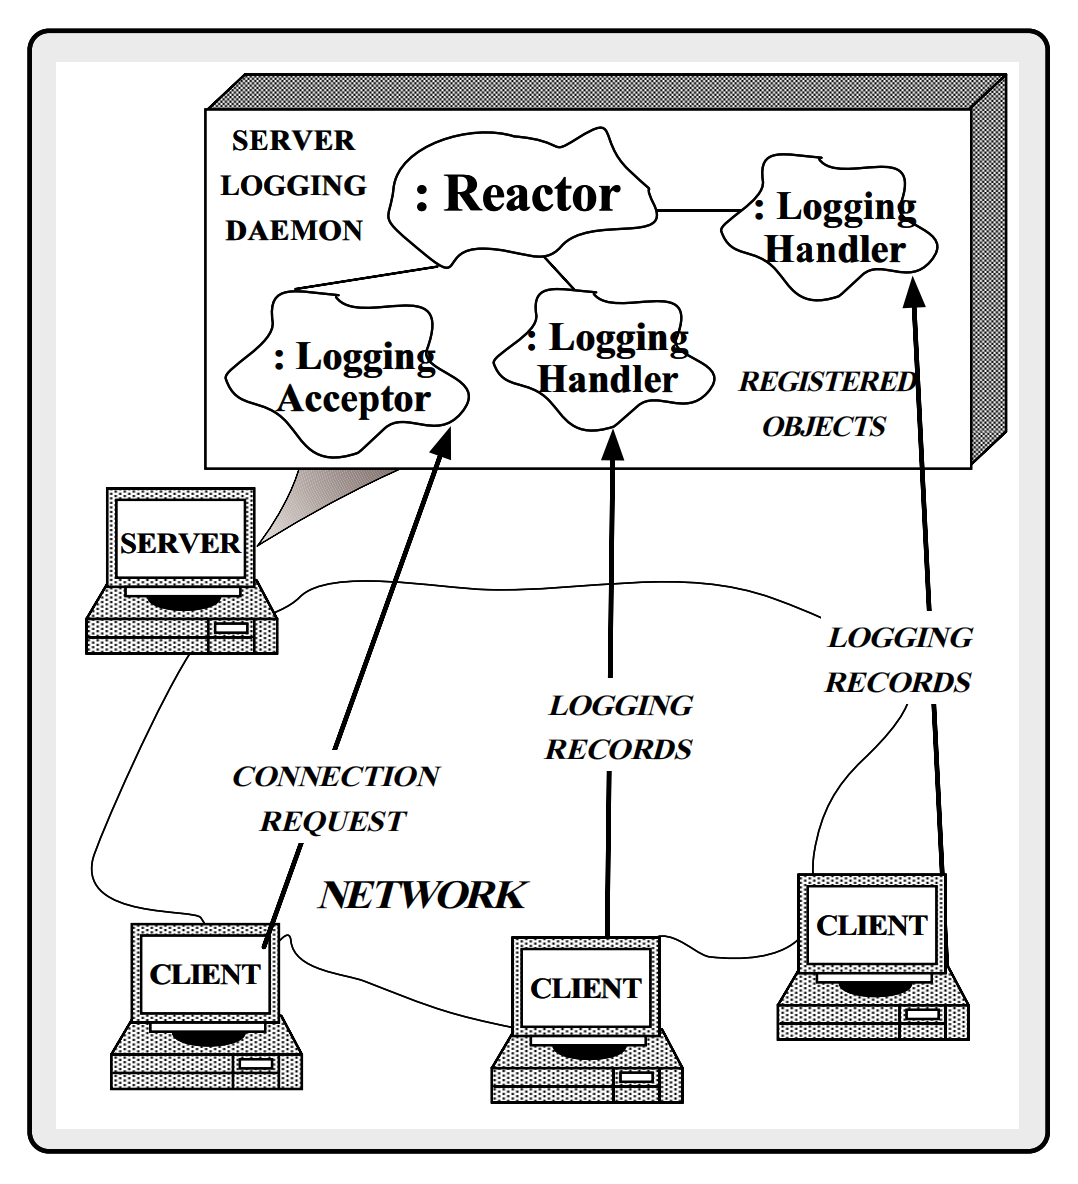 SERVER
LOGGING
DAEMON
: Reactor
: Logging
Handler
: Logging
Acceptor
: Logging
Handler
REGISTERED
OBJECTS
SERVER
LOGGING
RECORDS
LOGGING
RECORDS
CONNECTION
REQUEST
NETWORK
CLIENT
CLIENT
CLIENT